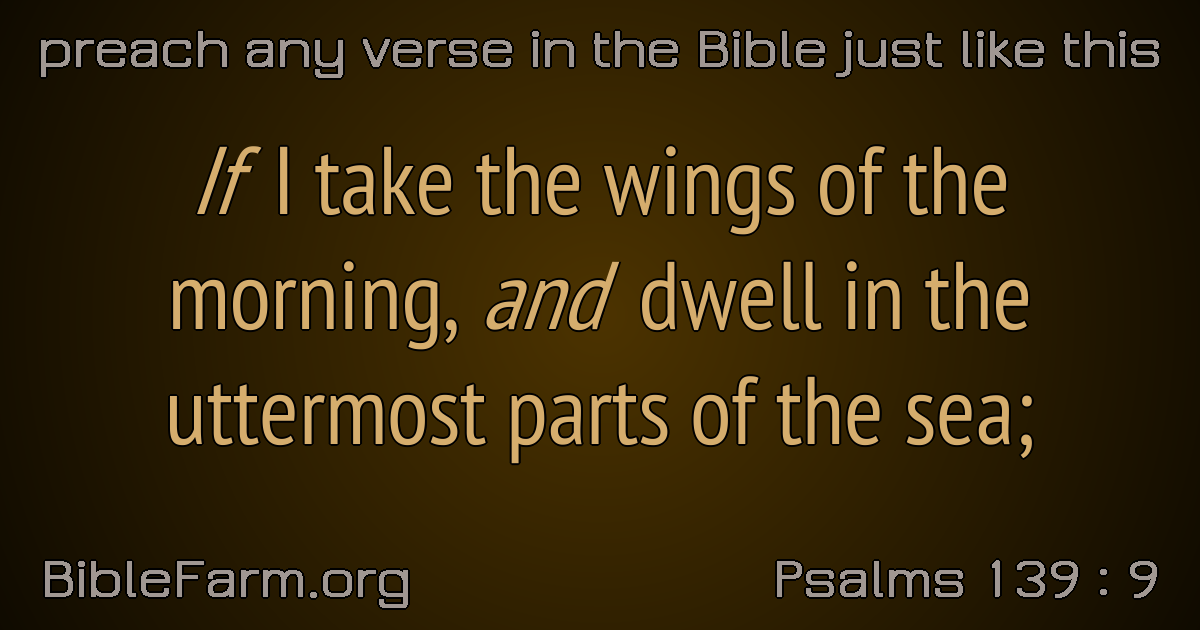 preach any verse in the Bible just like this
If I take the wings of the
morning, and dwell in the
uttermost parts of the sea;
BibleFarm.org
Psalms 139 : 9